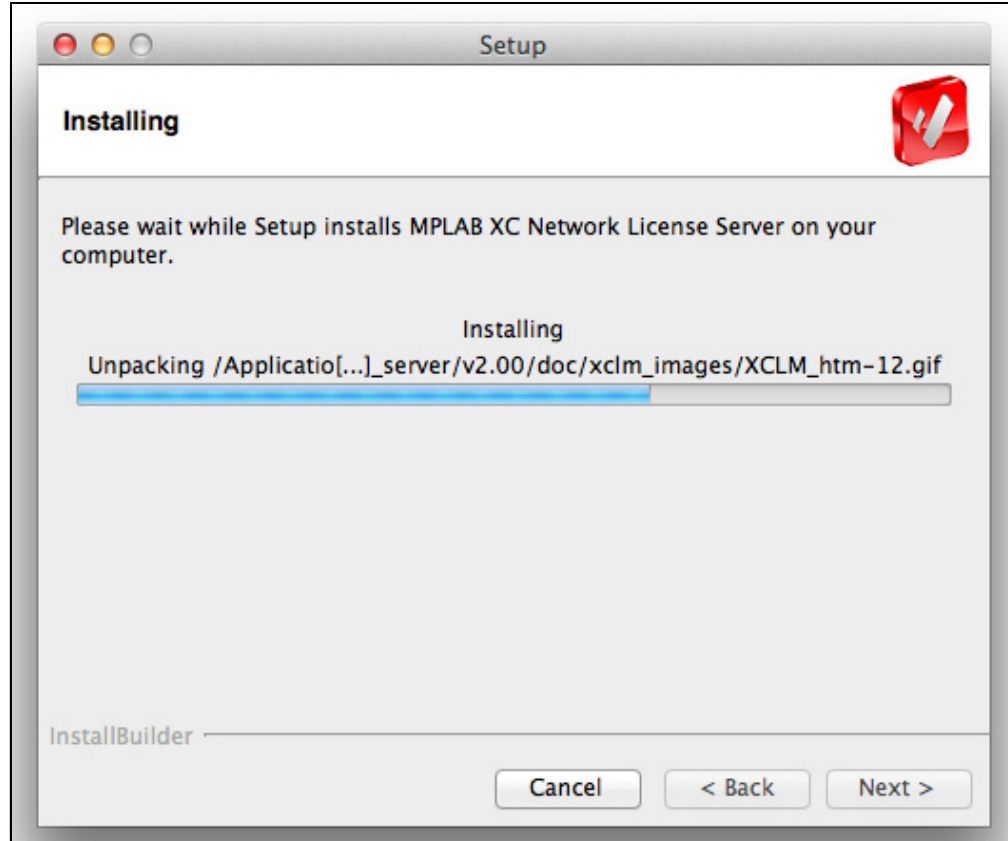 Setup
Installing
Please wait while Setup installs MPLAB XC Network License Server on your
computer.
Installing
Unpacking /Applicatio[...]_server/v2.00/doc/xclm_images/XCLM_htm-12.gif
InstallBuilder
Cancel
< Back
Next >